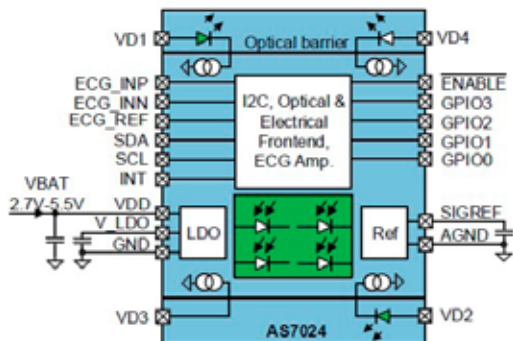 VD1
Optical barrier
VD4
ECG_INP
ECG_INN
ECG_REF
SDA
SCL
INT
I2C, Optical &
Electrical
Frontend,
ECG Amp.
ENABLE
GPIO3
GPIO2
GPIO1
GPIO0
VBAT
2.7V-5.5V
VDD
V_LDO
GND
LDO
Ref
SIGREF
AGND
VD3
AS7024
VD2